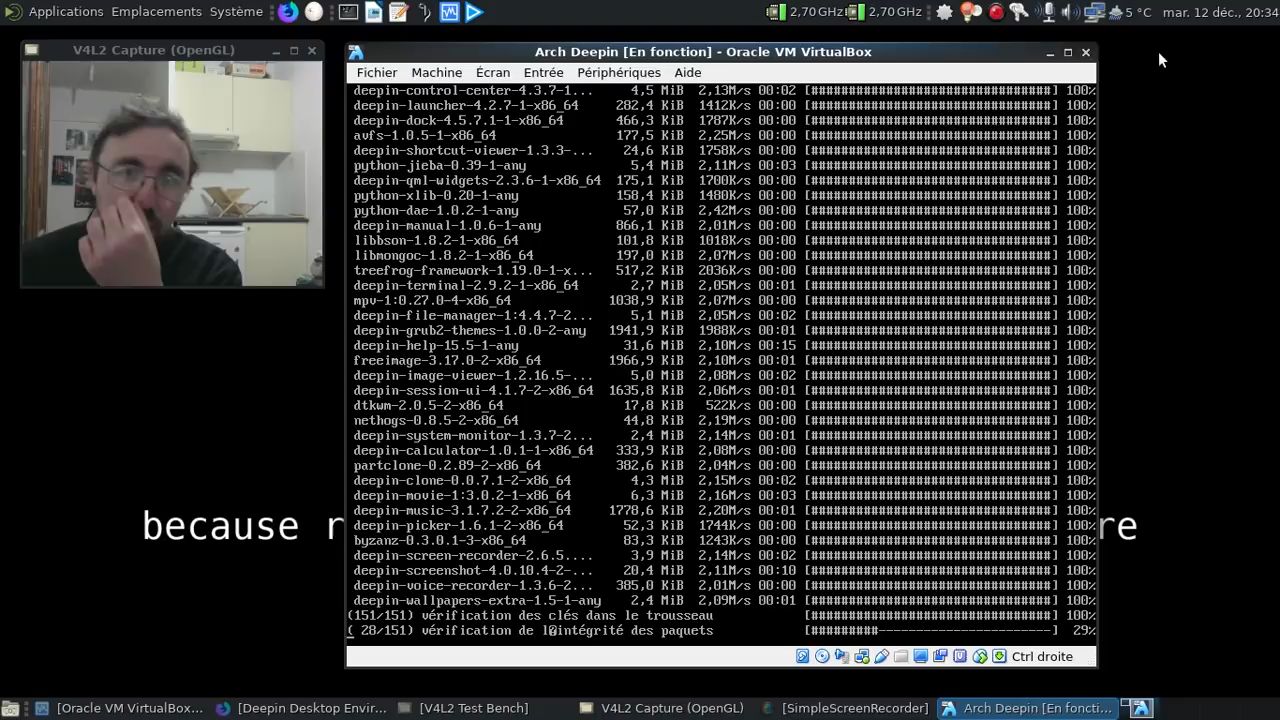 Applications Emplacements Système 2,70 GHz 2,70 GHz 5 °C mar. 12 déc., 20:34
V4L2 Capture (OpenGL)
Arch Deepin [En fonction] - Oracle VM VirtualBox
Fichier Machine Écran Entrée Périphériques Aide
deepin-control-center-4.3.7-1... 4,5 MiB 2,13M/s 00:02 [##################################] 100%
deepin-launcher-4.2.7-1-x86_64 282,4 KiB 1412K/s 00:00 [##################################] 100%
deepin-dock-4.5.7.1-1-x86_64 466,3 KiB 1787K/s 00:00 [##################################] 100%
avfs-1.0.5-1-x86_64 177,5 KiB 2,25M/s 00:00 [##################################] 100%
deepin-shortcut-viewer-1.3.3-... 24,6 KiB 1758K/s 00:00 [##################################] 100%
python-jieba-0.39-1-any 5,4 MiB 2,11M/s 00:03 [##################################] 100%
deepin-qml-widgets-2.3.6-1-x86_64 175,1 KiB 1700K/s 00:00 [##################################] 100%
python-xlib-0.20-1-any 158,4 KiB 1480K/s 00:00 [##################################] 100%
python-dae-1.0.2-1-any 57,0 KiB 2,42M/s 00:00 [##################################] 100%
deepin-manual-1.0.6-1-any 866,1 KiB 2,01M/s 00:00 [##################################] 100%
libbson-1.8.2-1-x86_64 101,8 KiB 1018K/s 00:00 [##################################] 100%
libmongoc-1.8.2-1-x86_64 197,0 KiB 2,07M/s 00:00 [##################################] 100%
treefrog-framework-1.19.0-1-x... 517,2 KiB 2036K/s 00:00 [##################################] 100%
deepin-terminal-2.9.2-1-x86_64 2,7 MiB 2,05M/s 00:01 [##################################] 100%
mpv-1:0.27.0-4-x86_64 1038,9 KiB 2,07M/s 00:00 [##################################] 100%
deepin-file-manager-1:4.4.7-2... 5,1 MiB 2,05M/s 00:02 [##################################] 100%
deepin-grub2-themes-1.0.0-2-any 1941,9 KiB 1988K/s 00:01 [##################################] 100%
deepin-help-15.5-1-any 31,6 MiB 2,10M/s 00:15 [##################################] 100%
freeimage-3.17.0-2-x86_64 1966,9 KiB 2,10M/s 00:01 [##################################] 100%
deepin-image-viewer-1.2.16.5-... 5,0 MiB 2,08M/s 00:02 [##################################] 100%
deepin-session-ui-4.1.7-2-x86_64 1635,8 KiB 2,06M/s 00:01 [##################################] 100%
dtkwm-2.0.5-2-x86_64 17,8 KiB 522K/s 00:00 [##################################] 100%
nethogs-0.8.5-2-x86_64 44,8 KiB 2,19M/s 00:00 [##################################] 100%
deepin-system-monitor-1.3.7-2... 2,4 MiB 2,14M/s 00:01 [##################################] 100%
deepin-calculator-1.0.1-1-x86_64 333,9 KiB 2,08M/s 00:00 [##################################] 100%
partclone-0.2.89-2-x86_64 382,6 KiB 2,04M/s 00:00 [##################################] 100%
deepin-clone-0.0.7.1-2-x86_64 4,3 MiB 2,15M/s 00:02 [##################################] 100%
deepin-movie-1:3.0.2-1-x86_64 6,3 MiB 2,16M/s 00:03 [##################################] 100%
deepin-music-3.1.7.2-2-x86_64 1778,6 KiB 2,20M/s 00:01 [##################################] 100%
deepin-picker-1.6.1-2-x86_64 52,3 KiB 1744K/s 00:00 [##################################] 100%
byzanz-0.3.0.1-3-x86_64 83,3 KiB 1243K/s 00:00 [##################################] 100%
deepin-screen-recorder-2.6.5.... 3,9 MiB 2,14M/s 00:02 [##################################] 100%
deepin-screenshot-4.0.10.4-2-... 20,4 MiB 2,11M/s 00:10 [##################################] 100%
deepin-voice-recorder-1.3.6-2... 385,0 KiB 2,01M/s 00:00 [##################################] 100%
deepin-wallpapers-extra-1.5-1-any 2,4 MiB 2,09M/s 00:01 [##################################] 100%
(151/151) vérification des clés dans le trousseau [##################################] 100%
( 28/151) vérification de l intégrité des paquets [#########-------------------------] 29%
because r re
Ctrl droite
[Oracle VM VirtualBox... [Deepin Desktop Envir... [V4L2 Test Bench] V4L2 Capture (OpenGL) [SimpleScreenRecorder] Arch Deepin [En foncti...